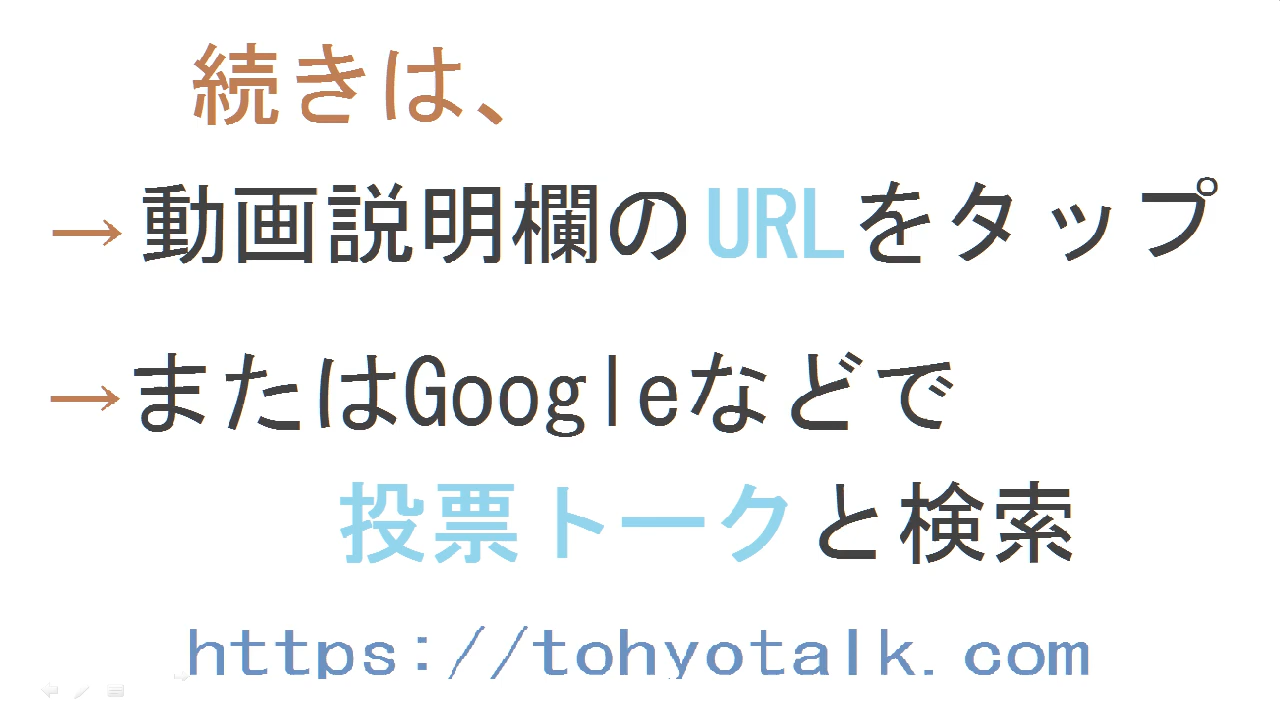 続きは、
→動画説明欄のURLをタップ
→またはGoogleなどで
投票トークと検索
https://tohyotalk.com